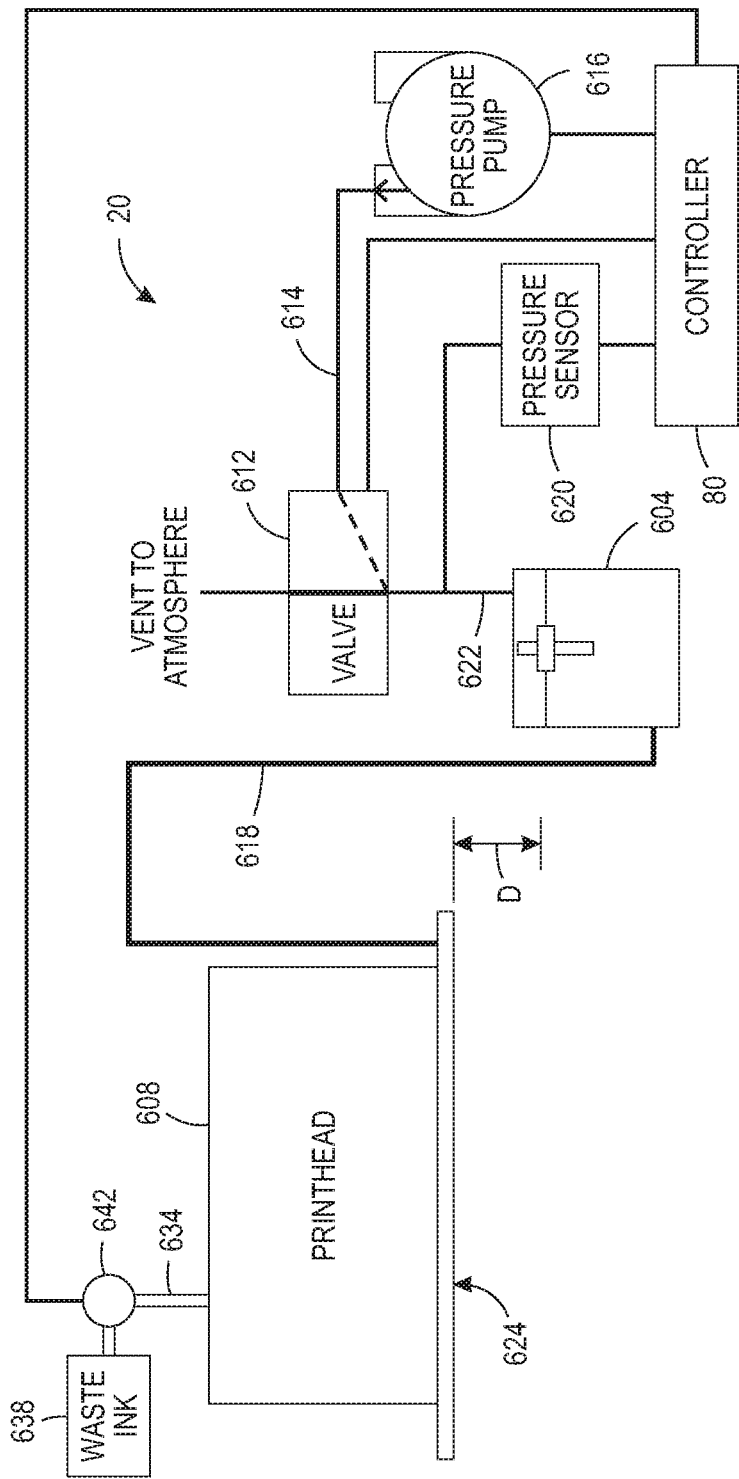 638
WASTE
INK
642
634
608
PRINTHEAD
624
618
D
VENT TO
ATMOSPHERE
612
VALVE
622
604
20
614
PRESSURE
PUMP
616
PRESSURE
SENSOR
620
CONTROLLER
80